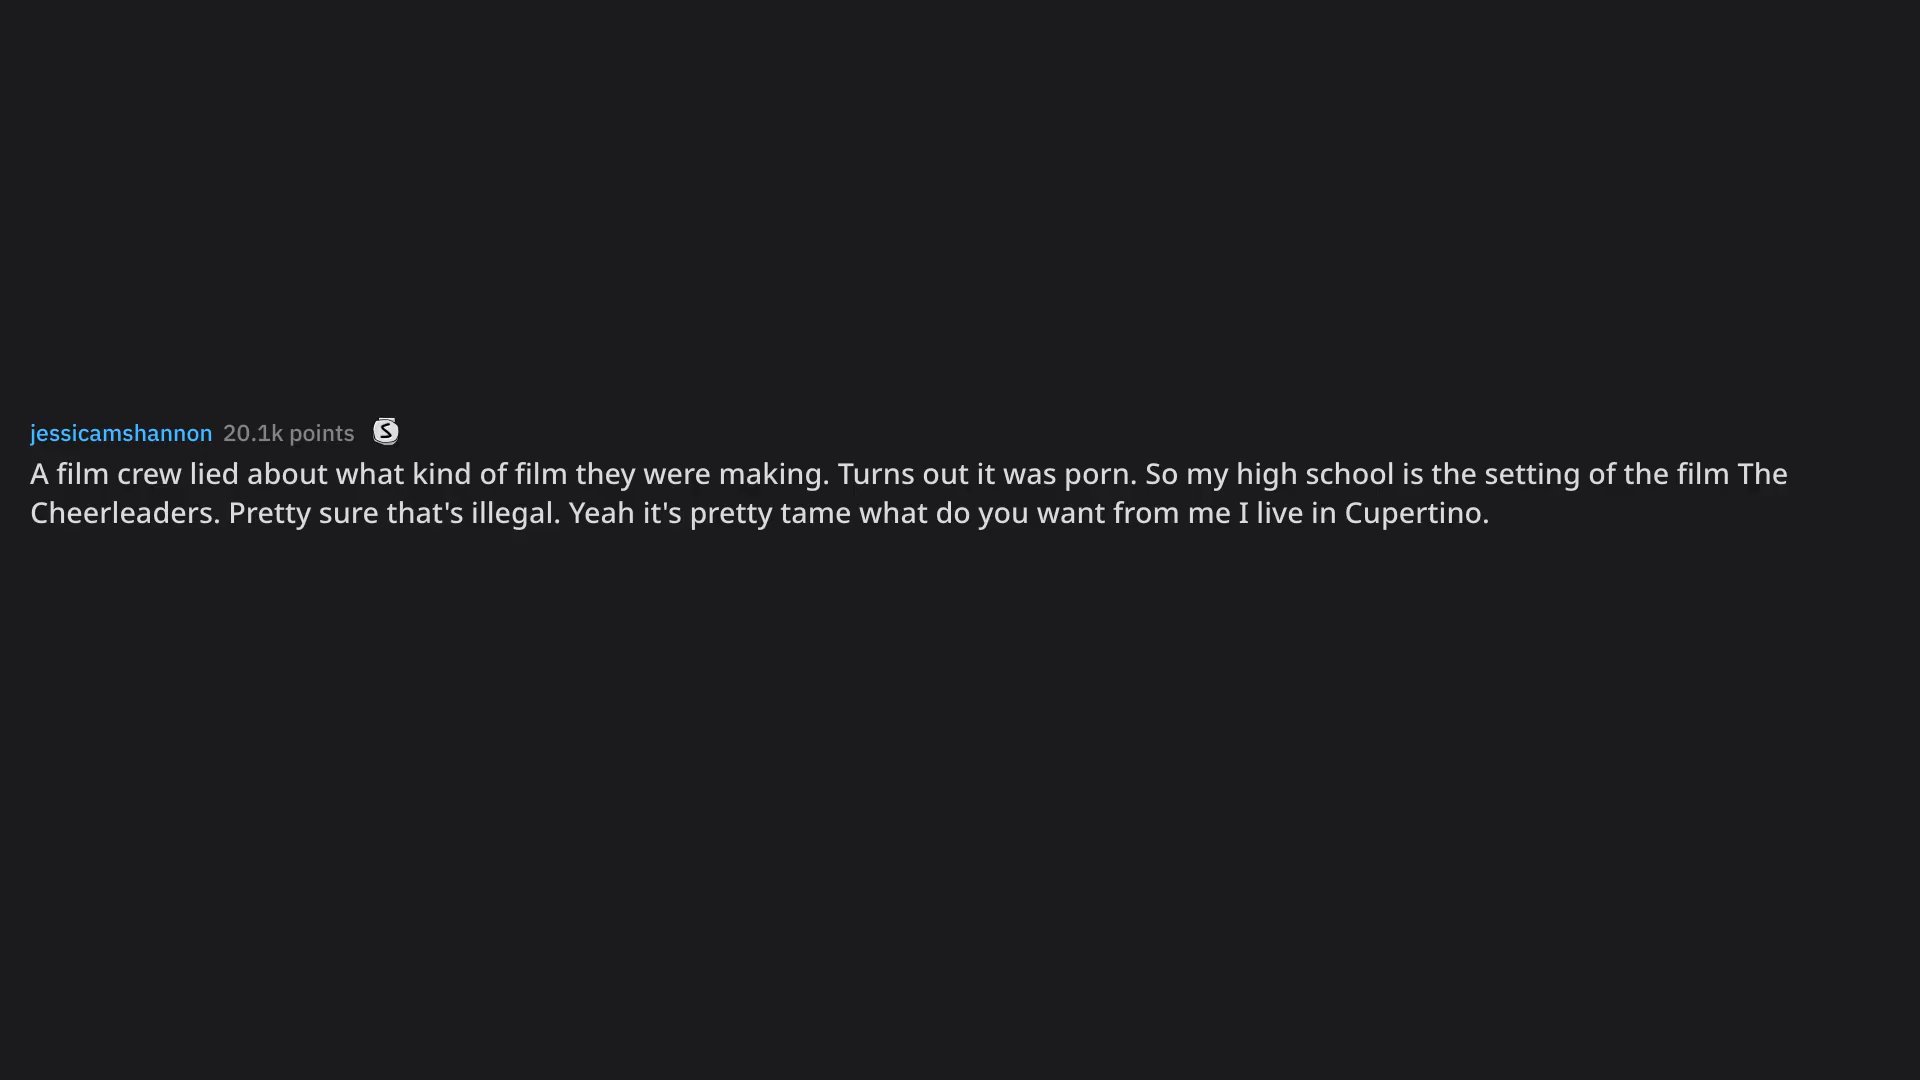 jessicamshannon 20.1k points S
A film crew lied about what kind of film they were making. Turns out it was porn. So my high school is the setting of the film The
Cheerleaders. Pretty sure that's illegal. Yeah it's pretty tame what do you want from me I live in Cupertino.